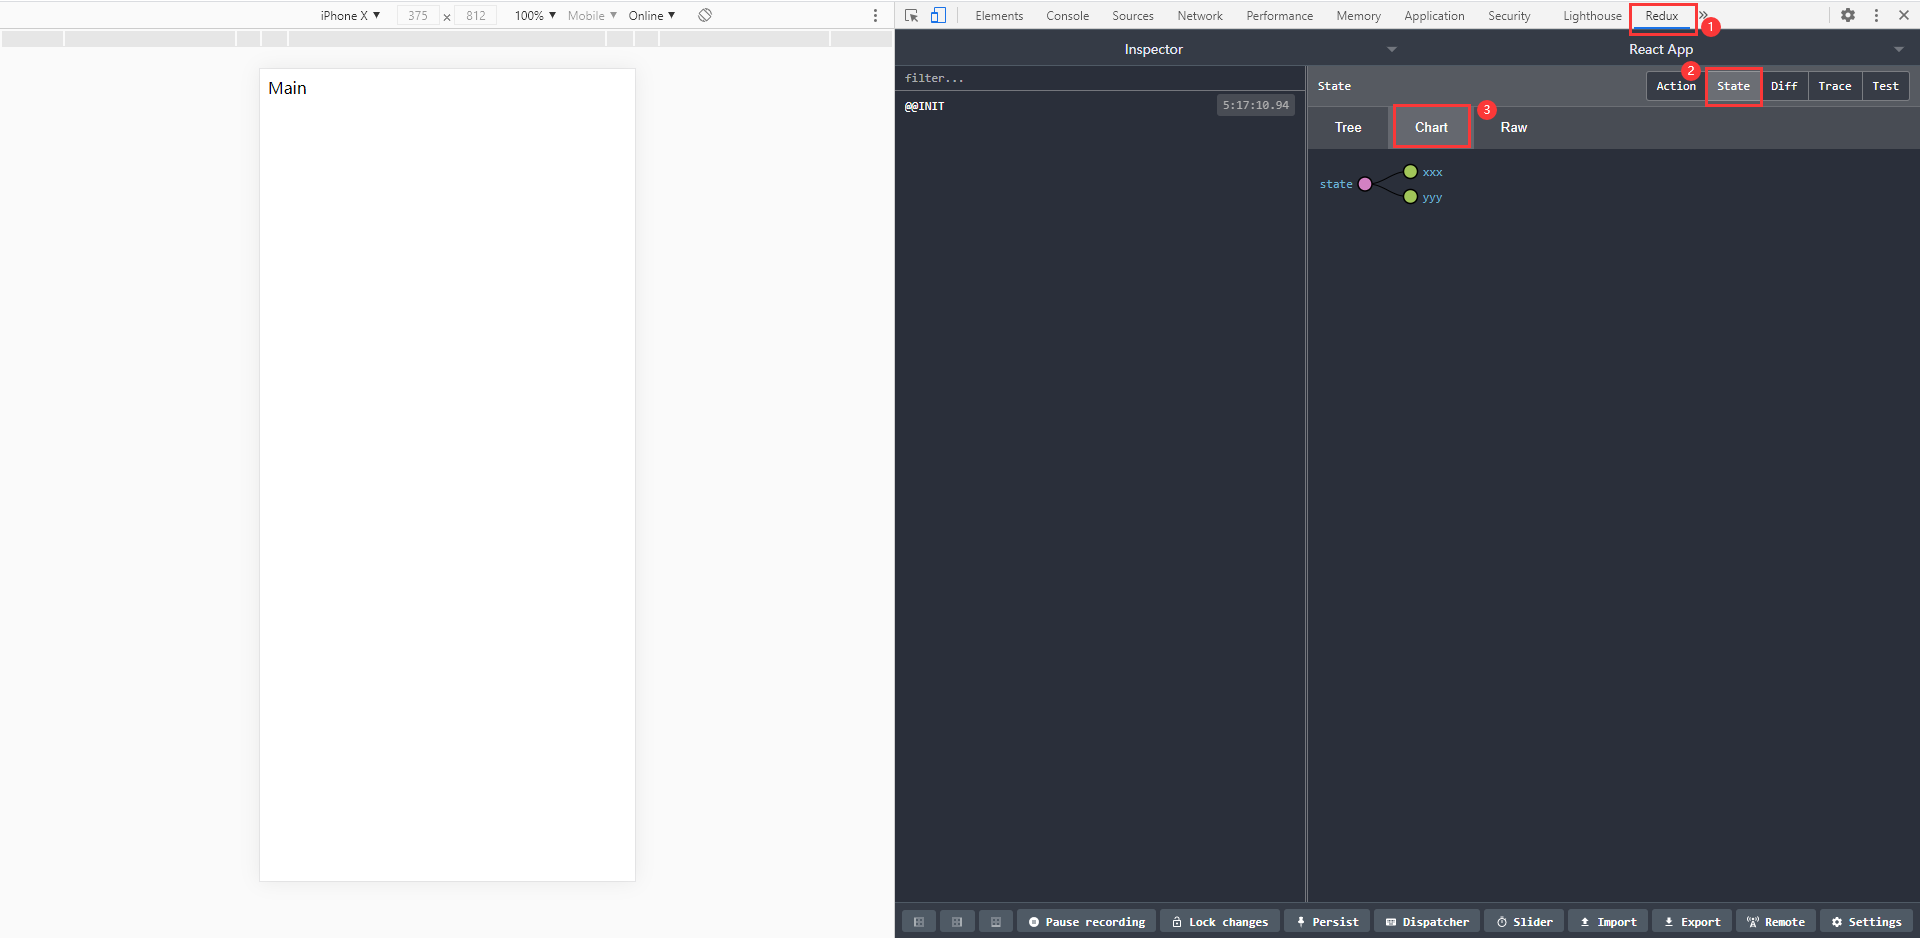 iPhone X ▼ 375 × 812 100% ▼ Mobile ▼ Online ▼
Elements Console Sources Network Performance Memory Application Security Lighthouse Redux »
1
Inspector React App
Main
filter...
@@INIT 5:17:10.94
State Action State Diff Trace Test
2
Tree Chart Raw
3
state
xxx
yyy
Pause recording Lock changes Persist Dispatcher Slider Import Export Remote Settings